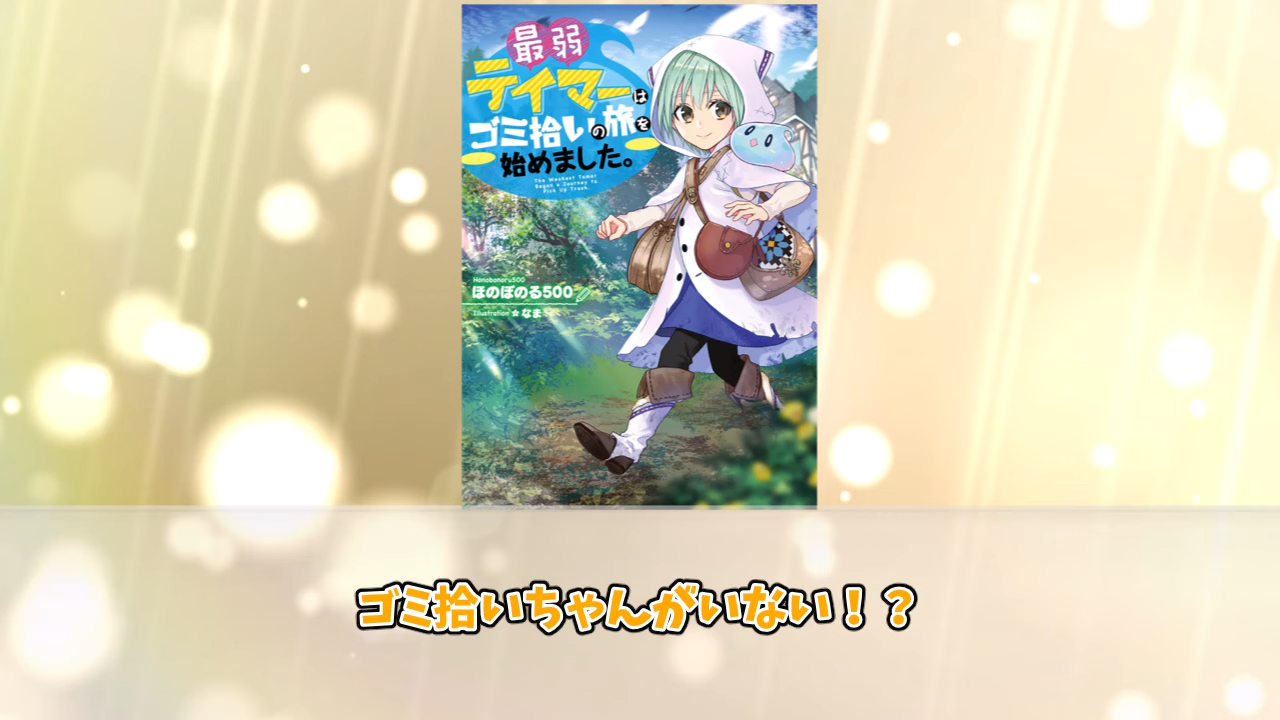 最弱
テイマーは
ゴミ拾いの旅を
始めました。
The Weakest Tamer
Began a Journey to
Pick Up Trash.
Honobonoru500
ほのぼのる500
Illustration ☆ なま
ゴミ拾いちゃんがいない！？